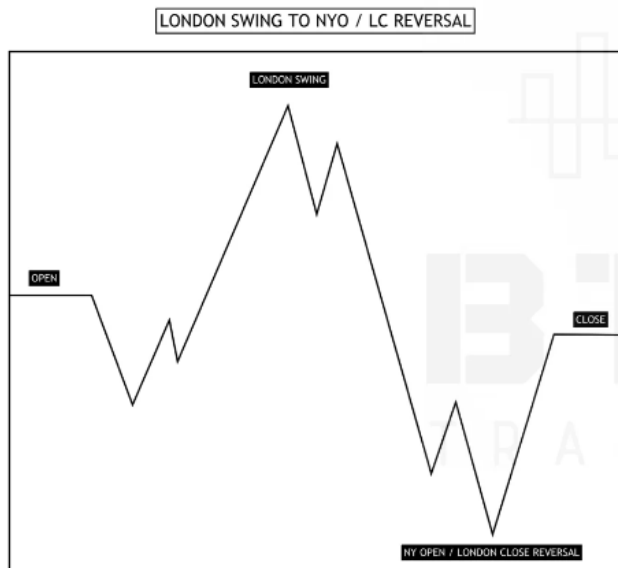 LONDON SWING TO NYO / LC REVERSAL
LONDON SWING
OPEN
CLOSE
NY OPEN / LONDON CLOSE REVERSAL